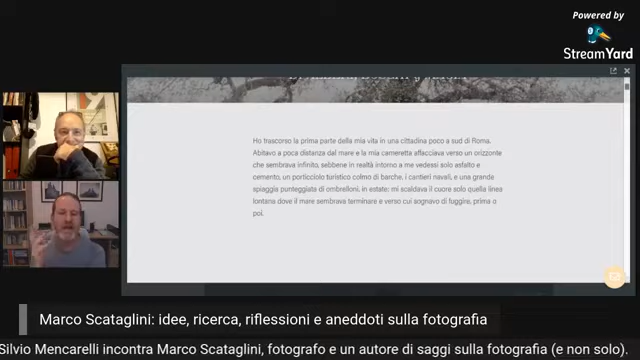 Powered by
StreamYard
Ho trascorso la prima parte della mia vita in una cittadina poco a sud di Roma.
Abitavo a poca distanza dal mare e la mia cameretta affacciava verso un orizzonte
che sembrava infinito, sebbene in realtà intorno a me vedessi solo asfalto e
cemento, un porticciolo turistico colmo di barche, i cantieri navali, e una grande
spiaggia punteggiata di ombrelloni, in estate: mi scaldava il cuore solo quella linea
lontana dove il mare sembrava terminare e verso cui sognavo di fuggire, prima o
poi.
Marco Scataglini: idee, ricerca, riflessioni e aneddoti sulla fotografia
Silvio Mencarelli incontra Marco Scataglini, fotografo e un autore di saggi sulla fotografia (e non solo).